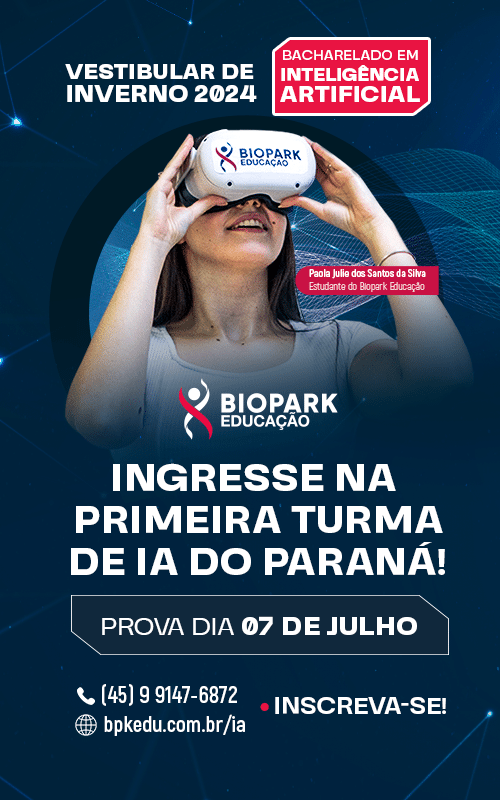 VESTIBULAR DE
INVERNO 2024
BACHARELADO EM
INTELIGÊNCIA
ARTIFICIAL
BIOPARK
EDUCAÇÃO
Paola Julie dos Santos da Silva
Estudante do Biopark Educação
BIOPARK
EDUCAÇÃO
INGRESSE NA
PRIMEIRA TURMA
DE IA DO PARANÁ!
PROVA DIA 07 DE JULHO
(45) 9 9147-6872
bpkedu.com.br/ia
• INSCREVA-SE!